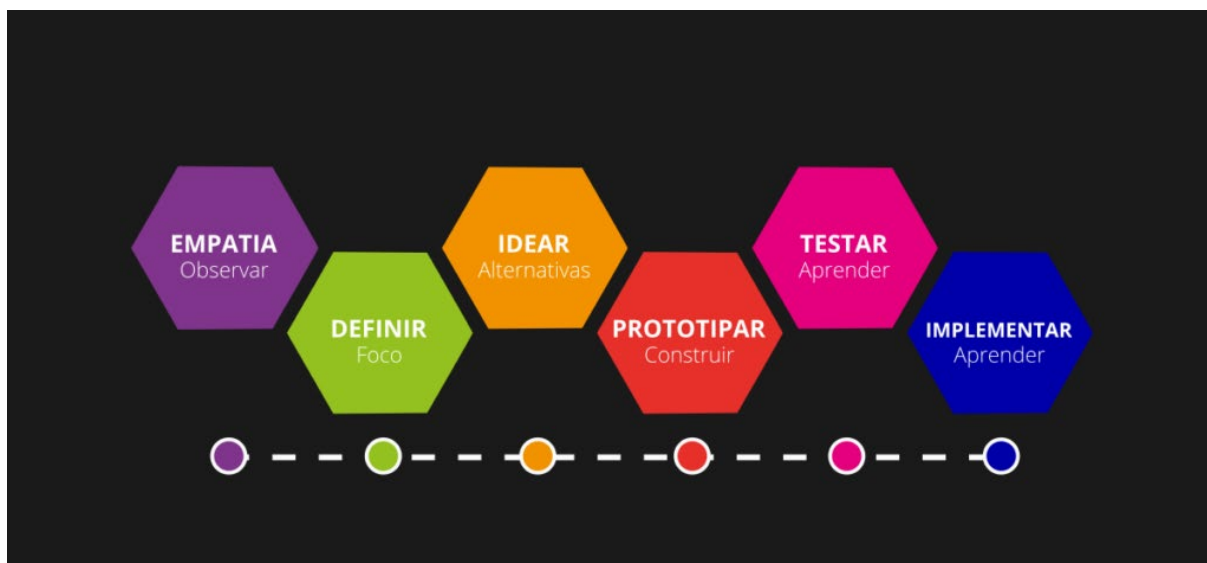 EMPATIA
Observar
DEFINIR
Foco
IDEAR
Alternativas
PROTOTIPAR
Construir
TESTAR
Aprender
IMPLEMENTAR
Aprender